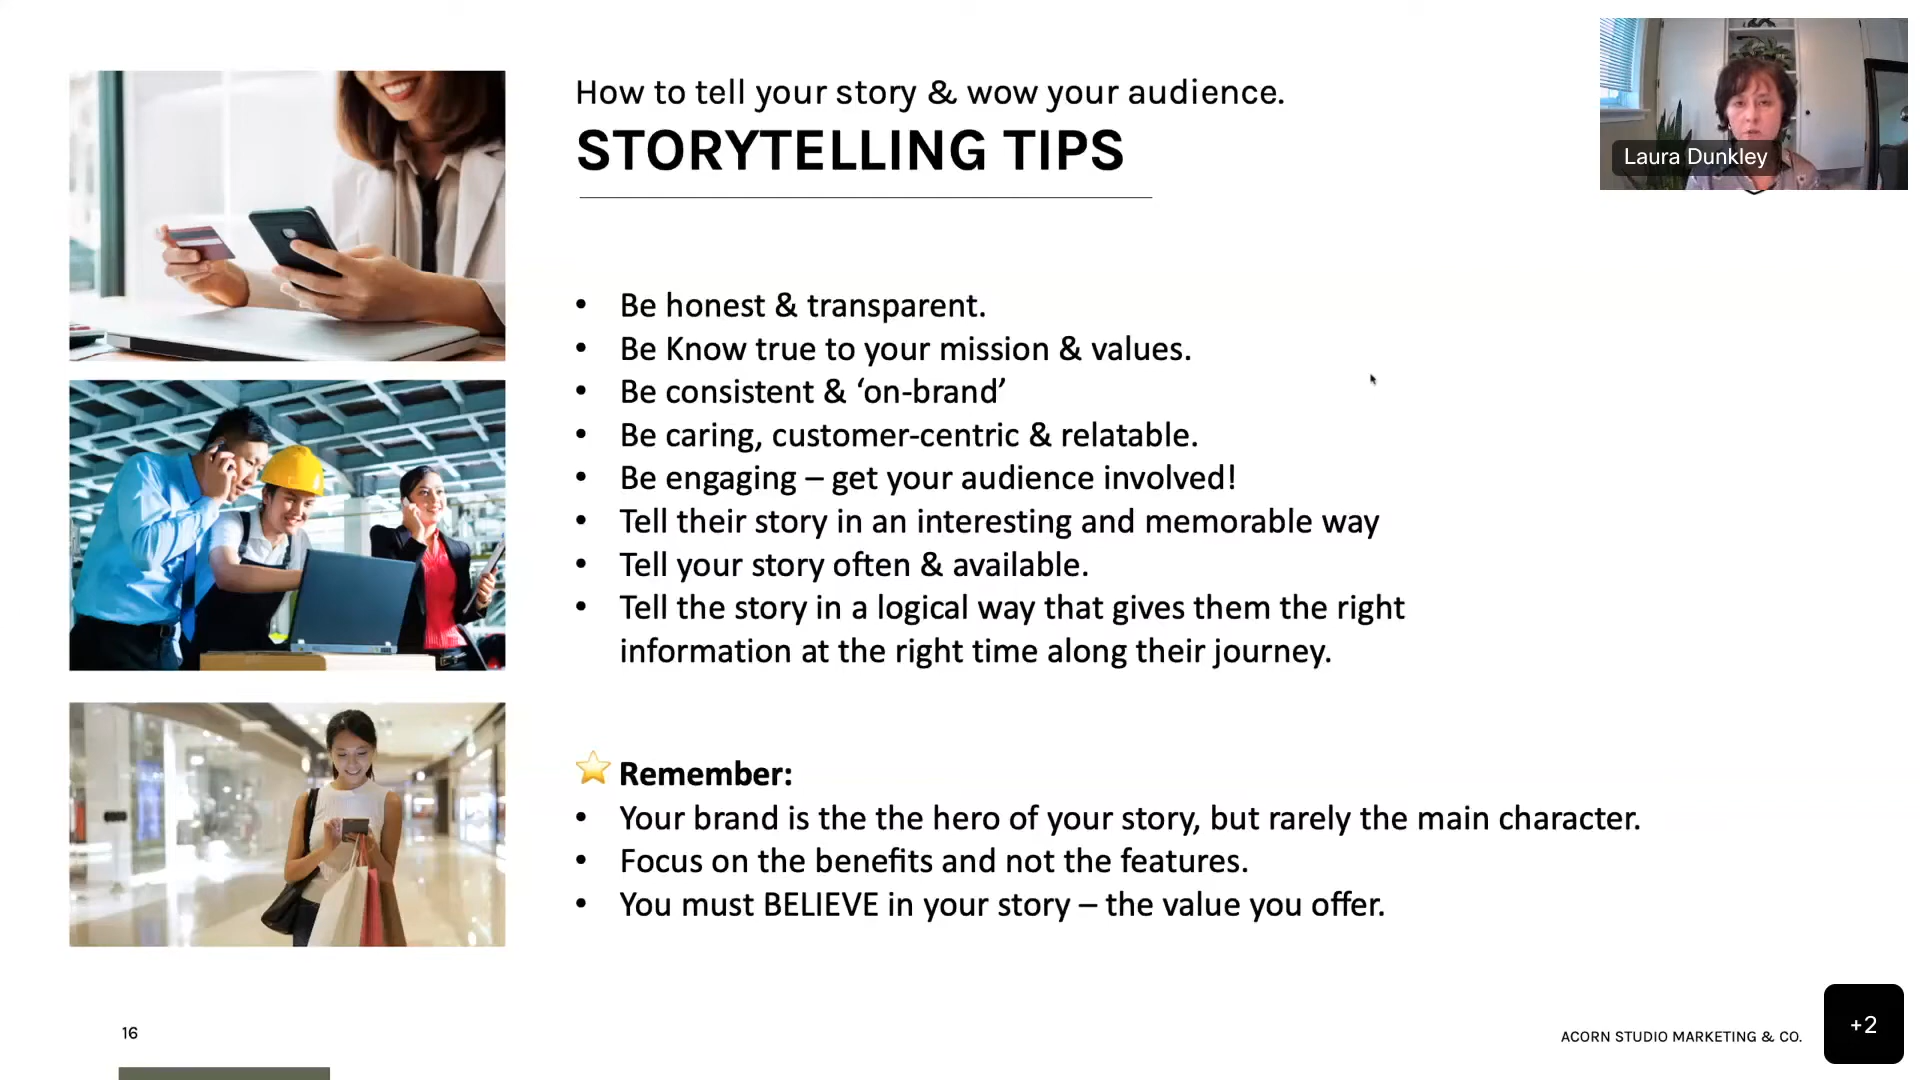 How to tell your story & wow your audience.
STORYTELLING TIPS
Laura Dunkley
• Be honest & transparent.
• Be Know true to your mission & values.
• Be consistent & ‘on-brand’
• Be caring, customer-centric & relatable.
• Be engaging – get your audience involved!
• Tell their story in an interesting and memorable way
• Tell your story often & available.
• Tell the story in a logical way that gives them the right
information at the right time along their journey.
⭐ Remember:
• Your brand is the the hero of your story, but rarely the main character.
• Focus on the benefits and not the features.
• You must BELIEVE in your story – the value you offer.
16
ACORN STUDIO MARKETING & CO.
+2